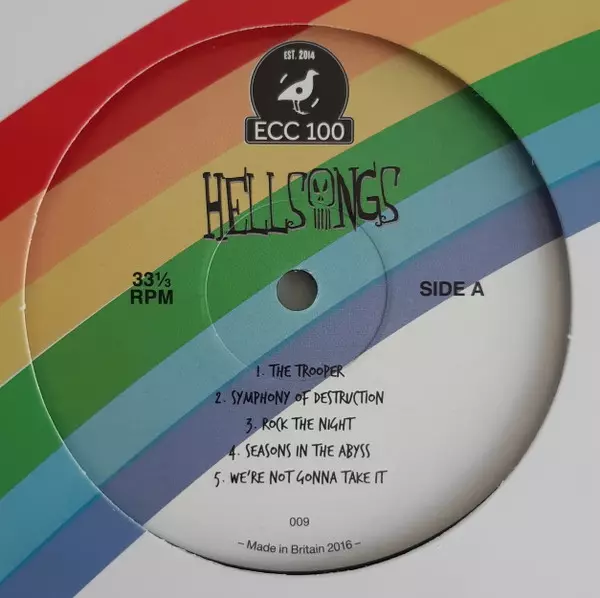 EST. 2014
ECC 100
HELLSONGS
33⅓
RPM
SIDE A
1. THE TROOPER
2. SYMPHONY OF DESTRUCTION
3. ROCK THE NIGHT
4. SEASONS IN THE ABYSS
5. WE'RE NOT GONNA TAKE IT
009
– Made in Britain 2016 –